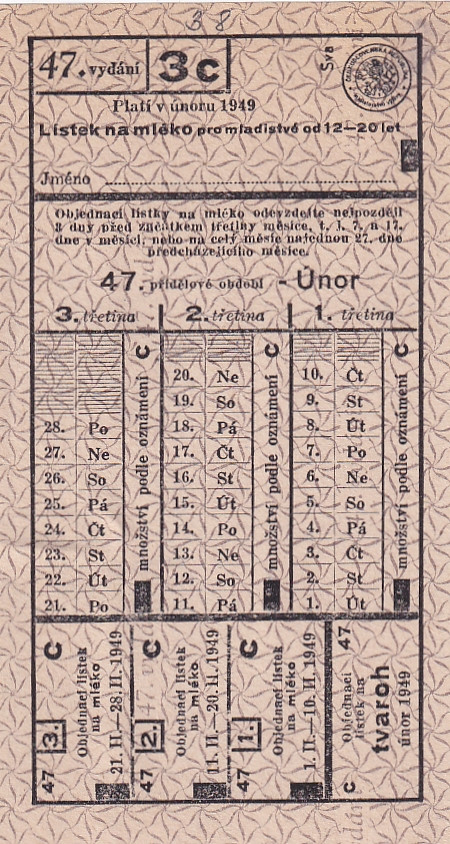 38
47. vydání 3c
Sva
Platí v únoru 1949
Lístek na mléko pro mladistvé od 12—20 let
Jméno
Objednací lístky na mléko odevzdejte nejpozději
3 dny před začátkem třetiny měsíce, t. j. 7. a 17.
dne v měsíci, nebo na celý měsíc najednou 27. dne
předcházejícího měsíce.
47. přídělové období - Únor
3. třetina 2. třetina 1. třetina
C C C
20. Ne 10. Čt
19. So 9. St
28. Po 18. Pá 8. Út
27. Ne 17. Čt 7. Po
26. So 16. St 6. Ne
25. Pá 15. Út 5. So
24. Čt 14. Po 4. Pá
23. St 13. Ne 3. Čt
22. Út 12. So 2. St
21. Po 11. Pá 1. Út
množství podle oznámení
množství podle oznámení
množství podle oznámení
47 3. C
Objednací lístek
na mléko
21. II.–28. II. 1949
47 2. C
Objednací lístek
na mléko
11. II.–20. II. 1949
47 1. C
Objednací lístek
na mléko
1. II.–10. II. 1949
C 47
Objednací
lístek na
tvaroh
únor 1949